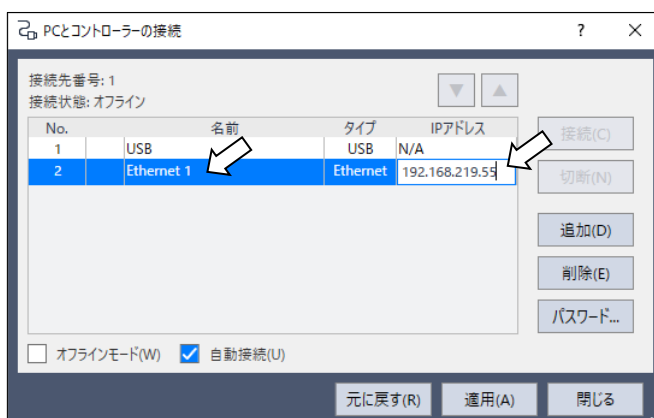 PCとコントローラーの接続 ? ×
接続先番号: 1
接続状態: オフライン
▼ ▲
No. 名前 タイプ IPアドレス
1 USB USB N/A
2 Ethernet 1 Ethernet 192.168.219.55
接続(C)
切断(N)
追加(D)
削除(E)
パスワード...
オフラインモード(W) 自動接続(U)
元に戻す(R) 適用(A) 閉じる